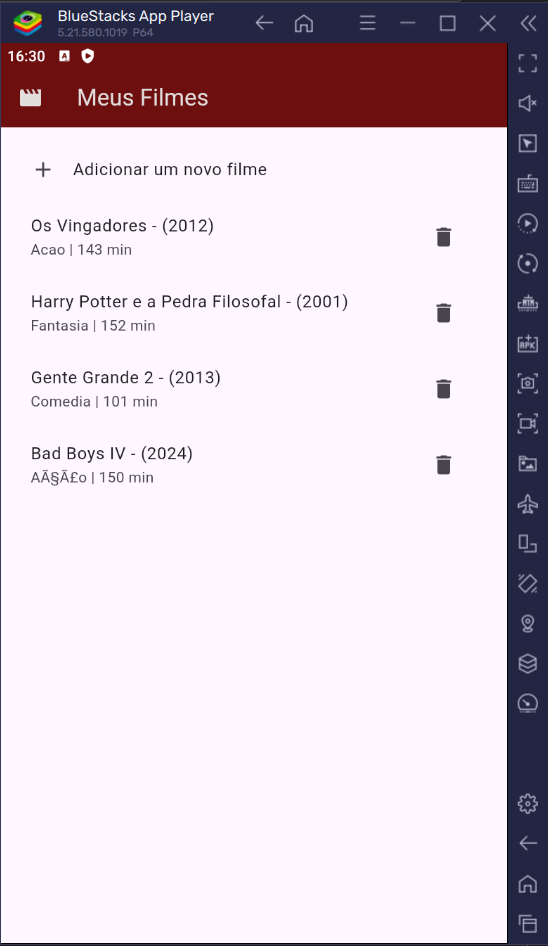 BlueStacks App Player
5.21.580.1019 P64
16:30
Meus Filmes
Adicionar um novo filme
Os Vingadores - (2012)
Acao | 143 min
Harry Potter e a Pedra Filosofal - (2001)
Fantasia | 152 min
Gente Grande 2 - (2013)
Comedia | 101 min
Bad Boys IV - (2024)
AÃ§Ã£o | 150 min